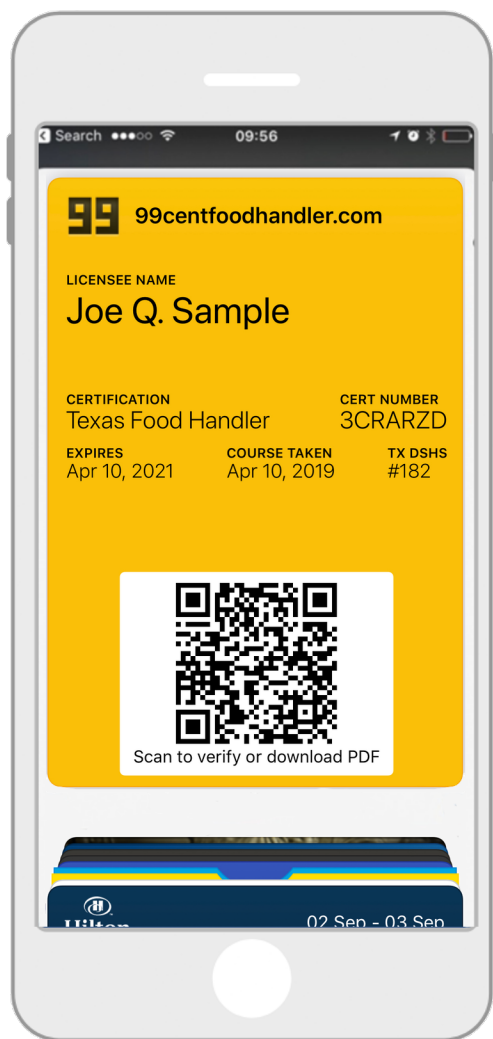 Search 09:56
99 99centfoodhandler.com
LICENSEE NAME
Joe Q. Sample
CERTIFICATION CERT NUMBER
Texas Food Handler 3CRARZD
EXPIRES COURSE TAKEN TX DSHS
Apr 10, 2021 Apr 10, 2019 #182
Scan to verify or download PDF
H
Hilton 02 Sep - 03 Sep